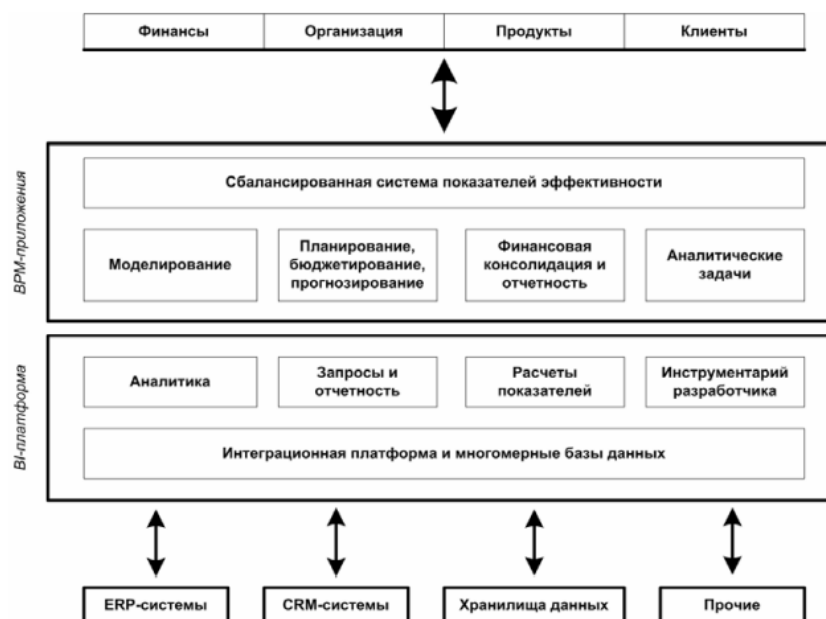 Финансы
Организация
Продукты
Клиенты
BPM-приложения
Сбалансированная система показателей эффективности
Моделирование
Планирование,
бюджетирование,
прогнозирование
Финансовая
консолидация и
отчетность
Аналитические
задачи
BI-платформа
Аналитика
Запросы и
отчетность
Расчеты
показателей
Инструментарий
разработчика
Интеграционная платформа и многомерные базы данных
ERP-системы
CRM-системы
Хранилища данных
Прочие